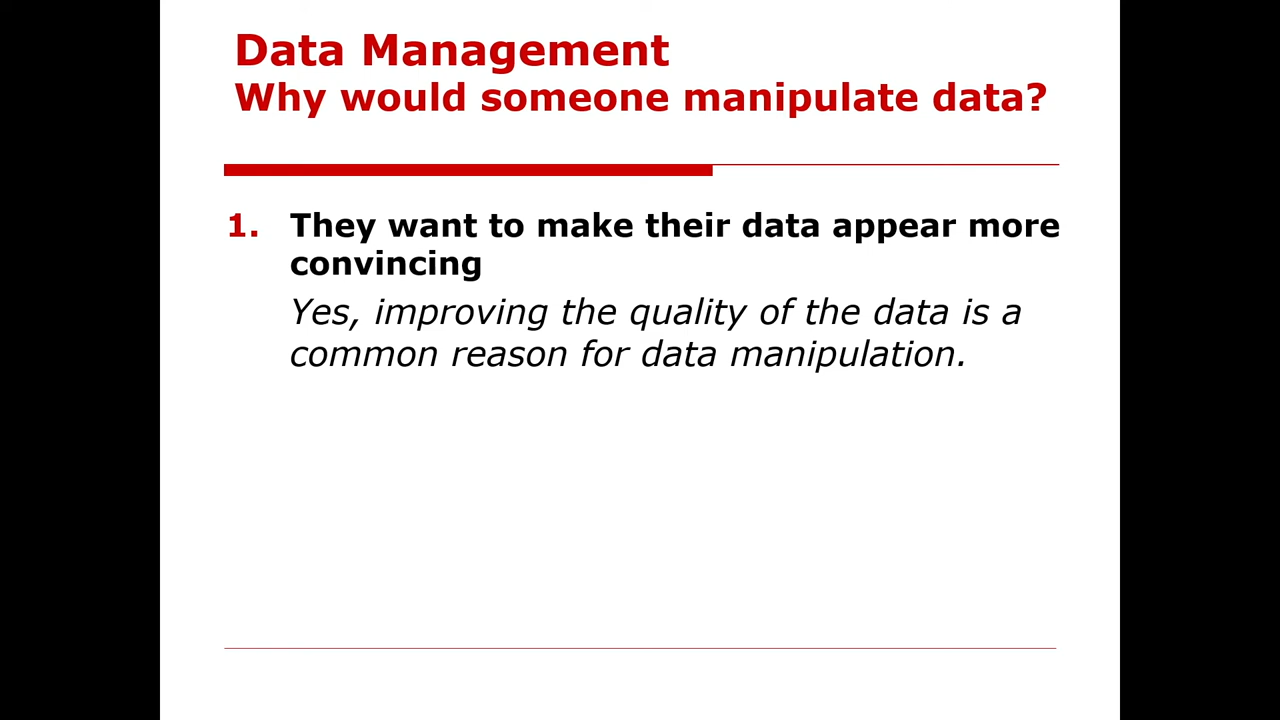 Data Management
Why would someone manipulate data?
1. They want to make their data appear more
convincing
Yes, improving the quality of the data is a
common reason for data manipulation.